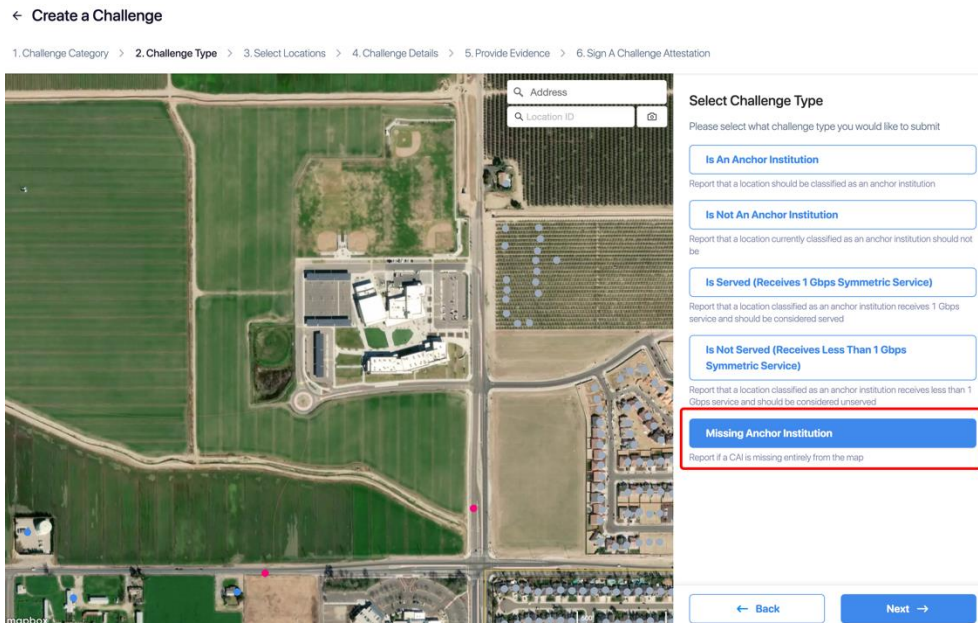 ← Create a Challenge
1. Challenge Category > 2. Challenge Type > 3. Select Locations > 4. Challenge Details > 5. Provide Evidence > 6. Sign A Challenge Attestation
Address
Location ID
Select Challenge Type
Please select what challenge type you would like to submit
Is An Anchor Institution
Report that a location should be classified as an anchor institution
Is Not An Anchor Institution
Report that a location currently classified as an anchor institution should not
be
Is Served (Receives 1 Gbps Symmetric Service)
Report that a location classified as an anchor institution receives 1 Gbps
service and should be considered served
Is Not Served (Receives Less Than 1 Gbps
Symmetric Service)
Report that a location classified as an anchor institution receives less than 1
Gbps service and should be considered unserved
Missing Anchor Institution
Report if a CAI is missing entirely from the map
← Back
Next →
mapbox